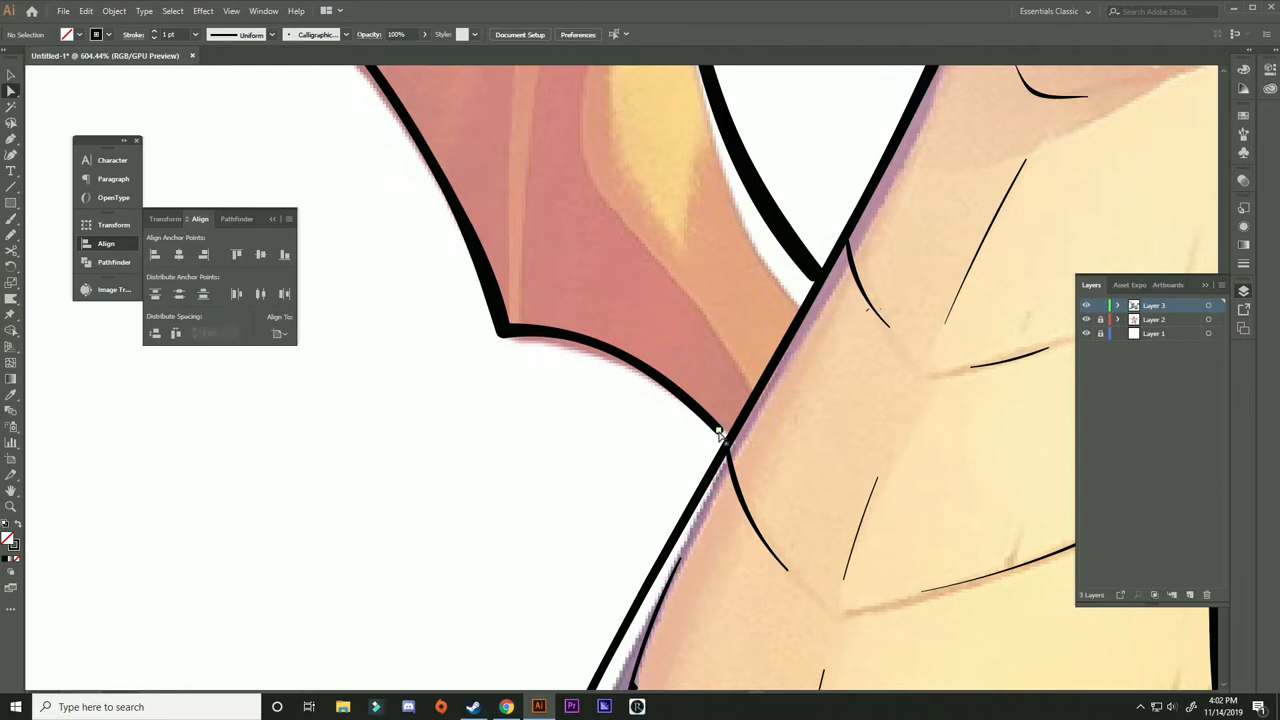 Ai File Edit Object Type Select Effect View Window Help Essentials Classic Search Adobe Stock
No Selection Stroke: 1 pt Uniform Calligraphic... Opacity: 100% Style: Document Setup Preferences
Untitled-1* @ 604.44% (RGB/GPU Preview)
Character
Paragraph
OpenType
Transform
Align
Pathfinder
Image Tr...
Transform Align Pathfinder
Align Anchor Points:
Distribute Anchor Points:
Distribute Spacing: Align To:
Layers Asset Expo Artboards
Layer 3
Layer 2
Layer 1
3 Layers
Type here to search
Ai Pr
4:02 PM
11/14/2019